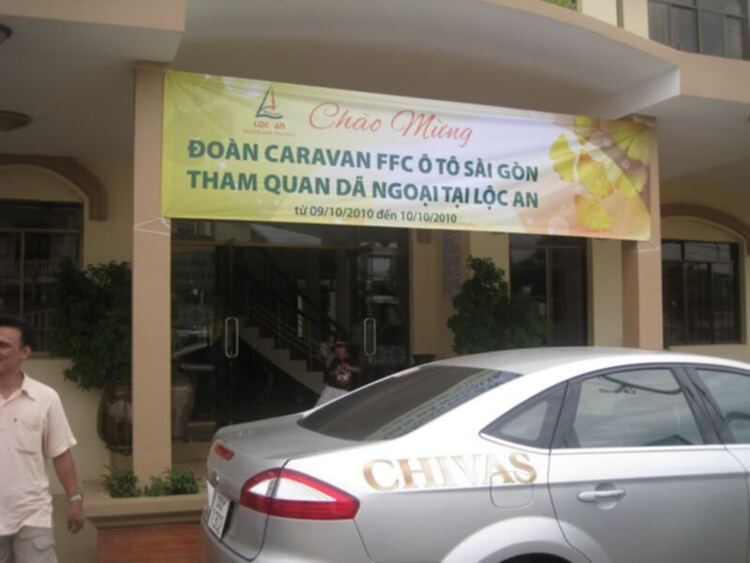 LỘC AN
Chào Mừng
ĐOÀN CARAVAN FFC Ô TÔ SÀI GÒN
THAM QUAN DÃ NGOẠI TẠI LỘC AN
từ 09/10/2010 đến 10/10/2010
CHIVAS